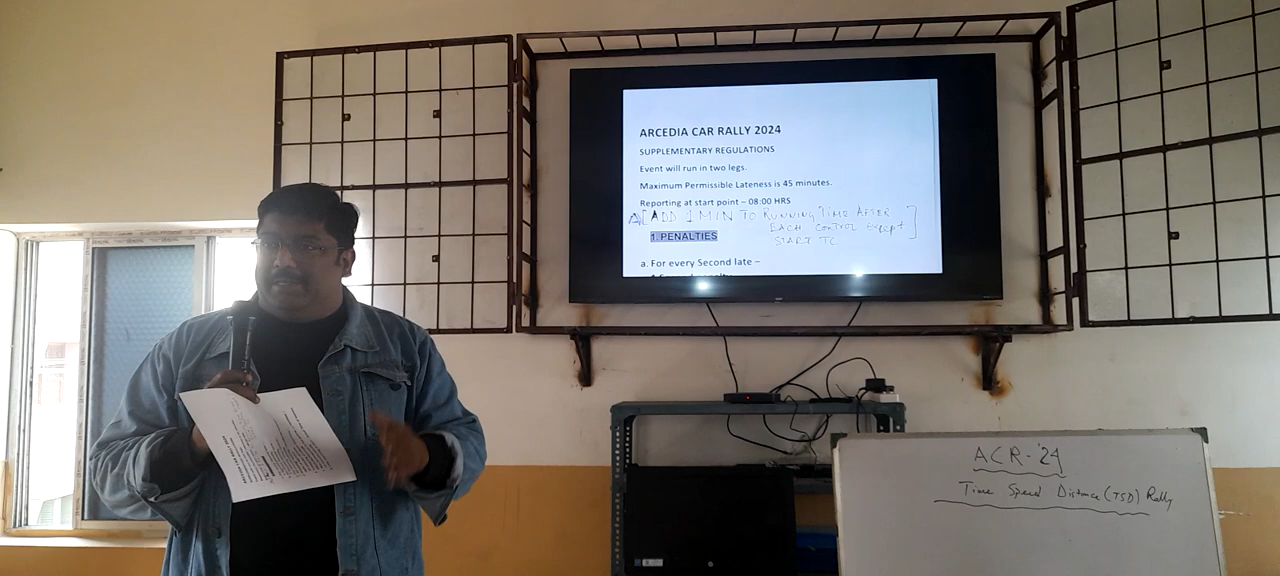 ARCEDIA CAR RALLY 2024
SUPPLEMENTARY REGULATIONS
Event will run in two legs.
Maximum Permissible Lateness is 45 minutes.
Reporting at start point – 08:00 HRS
[ADD 1 MIN TO RUNNING TIME AFTER
EACH CONTROL EXCEPT]
START TC
1. PENALTIES
a. For every Second late –
ACR-'24
Time Speed Distance (TSD) Rally